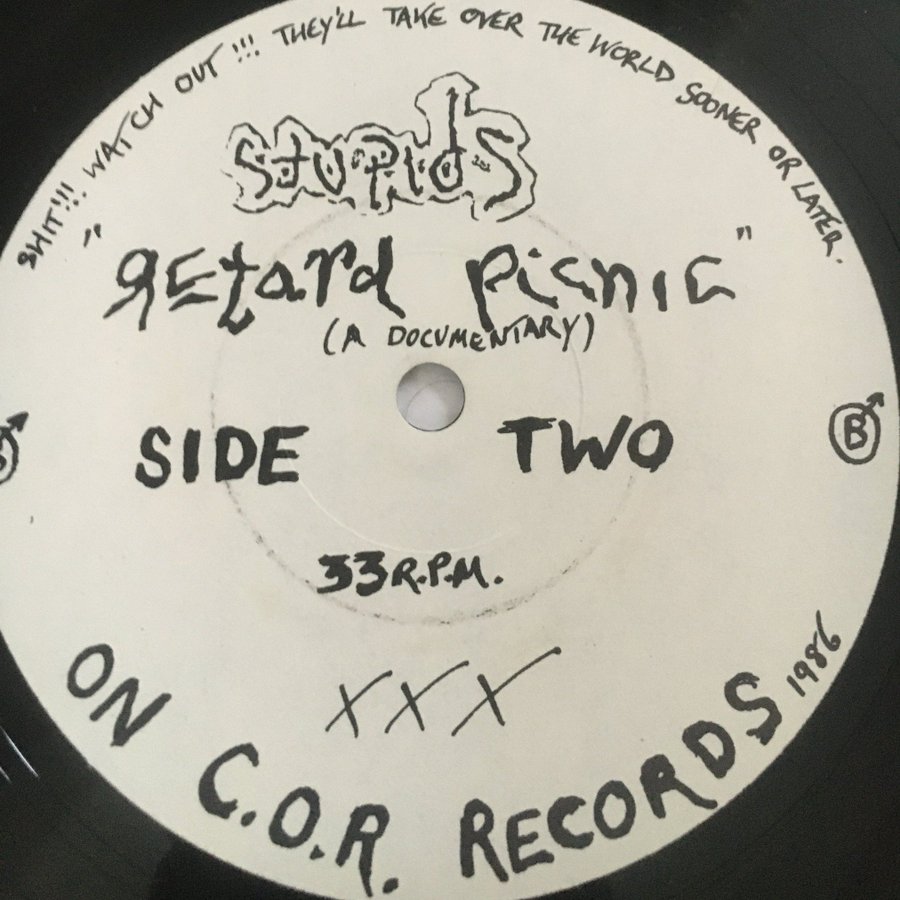 SHIT!!! WATCH OUT!!! THEY'LL TAKE OVER THE WORLD SOONER OR LATER.
STUPIDS
"RETARD PICNIC"
(A DOCUMENTARY)
B
SIDE TWO
33 R.P.M.
XXX
ON C.O.R. RECORDS 1986